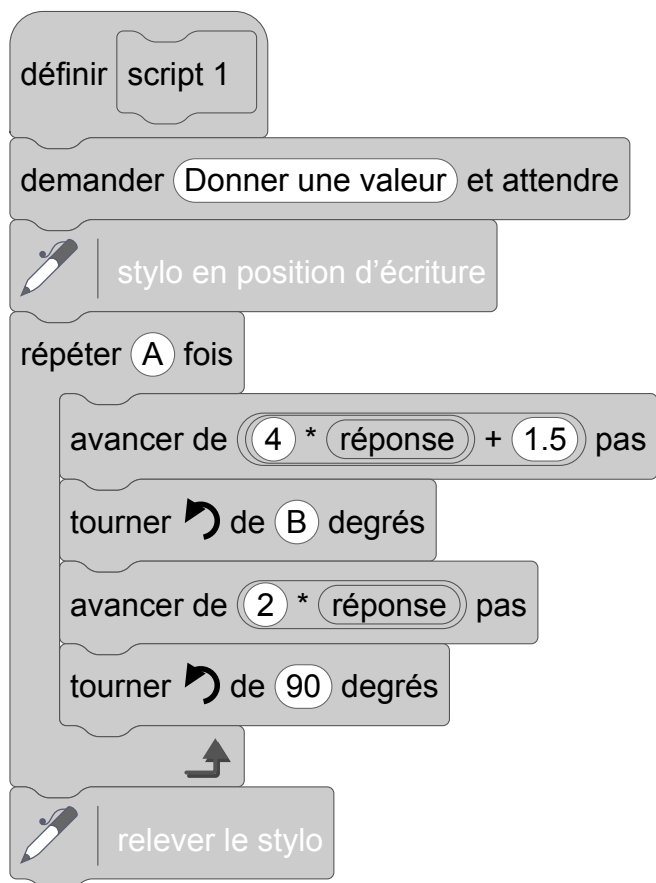 définir script 1
demander Donner une valeur et attendre
stylo en position d’écriture
répéter A fois
avancer de 4 * réponse + 1.5 pas
tourner de B degrés
avancer de 2 * réponse pas
tourner de 90 degrés
relever le stylo